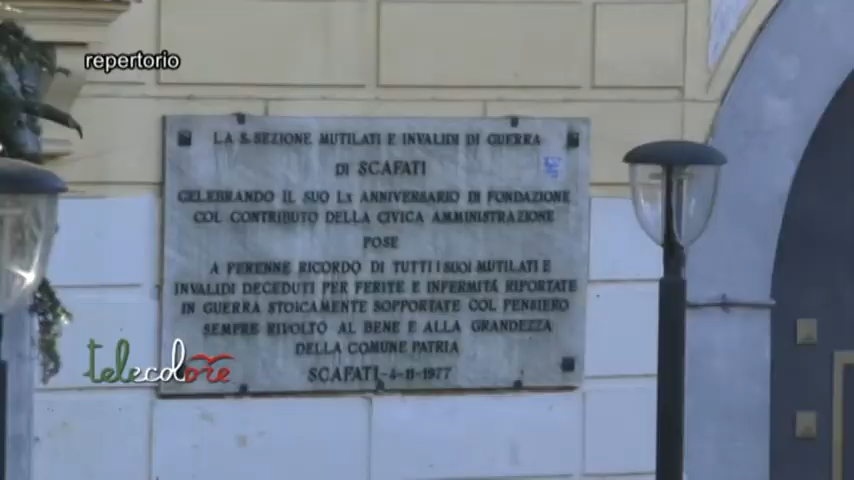 repertorio
LA S. SEZIONE MUTILATI E INVALIDI DI GUERRA
DI SCAFATI
CELEBRANDO IL SUO LX ANNIVERSARIO DI FONDAZIONE
COL CONTRIBUTO DELLA CIVICA AMMINISTRAZIONE
POSE
A PERENNE RICORDO DI TUTTI I SUOI MUTILATI E
INVALIDI DECEDUTI PER FERITE E INFERMITÀ RIPORTATE
IN GUERRA STOICAMENTE SOPPORTATE COL PENSIERO
SEMPRE RIVOLTO AL BENE E ALLA GRANDEZZA
DELLA COMUNE PATRIA
SCAFATI-4-11-1977
telecolore